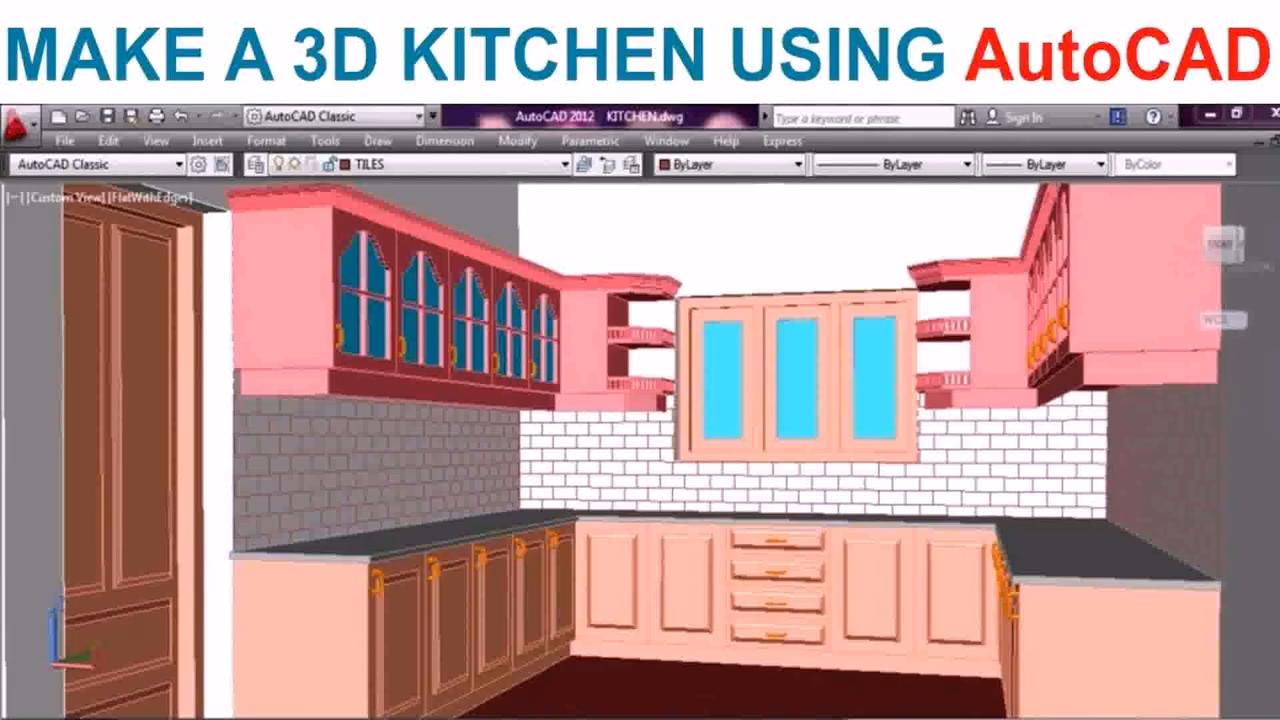 MAKE A 3D KITCHEN USING AutoCAD
AutoCAD Classic AutoCAD 2012 KITCHEN.dwg Type a keyword or phrase Sign In
File Edit View Insert Format Tools Draw Dimension Modify Parametric Window Help Express
AutoCAD Classic TILES ByLayer ByLayer ByLayer ByColor
[−][Custom View][FlatWithEdges]
WCS